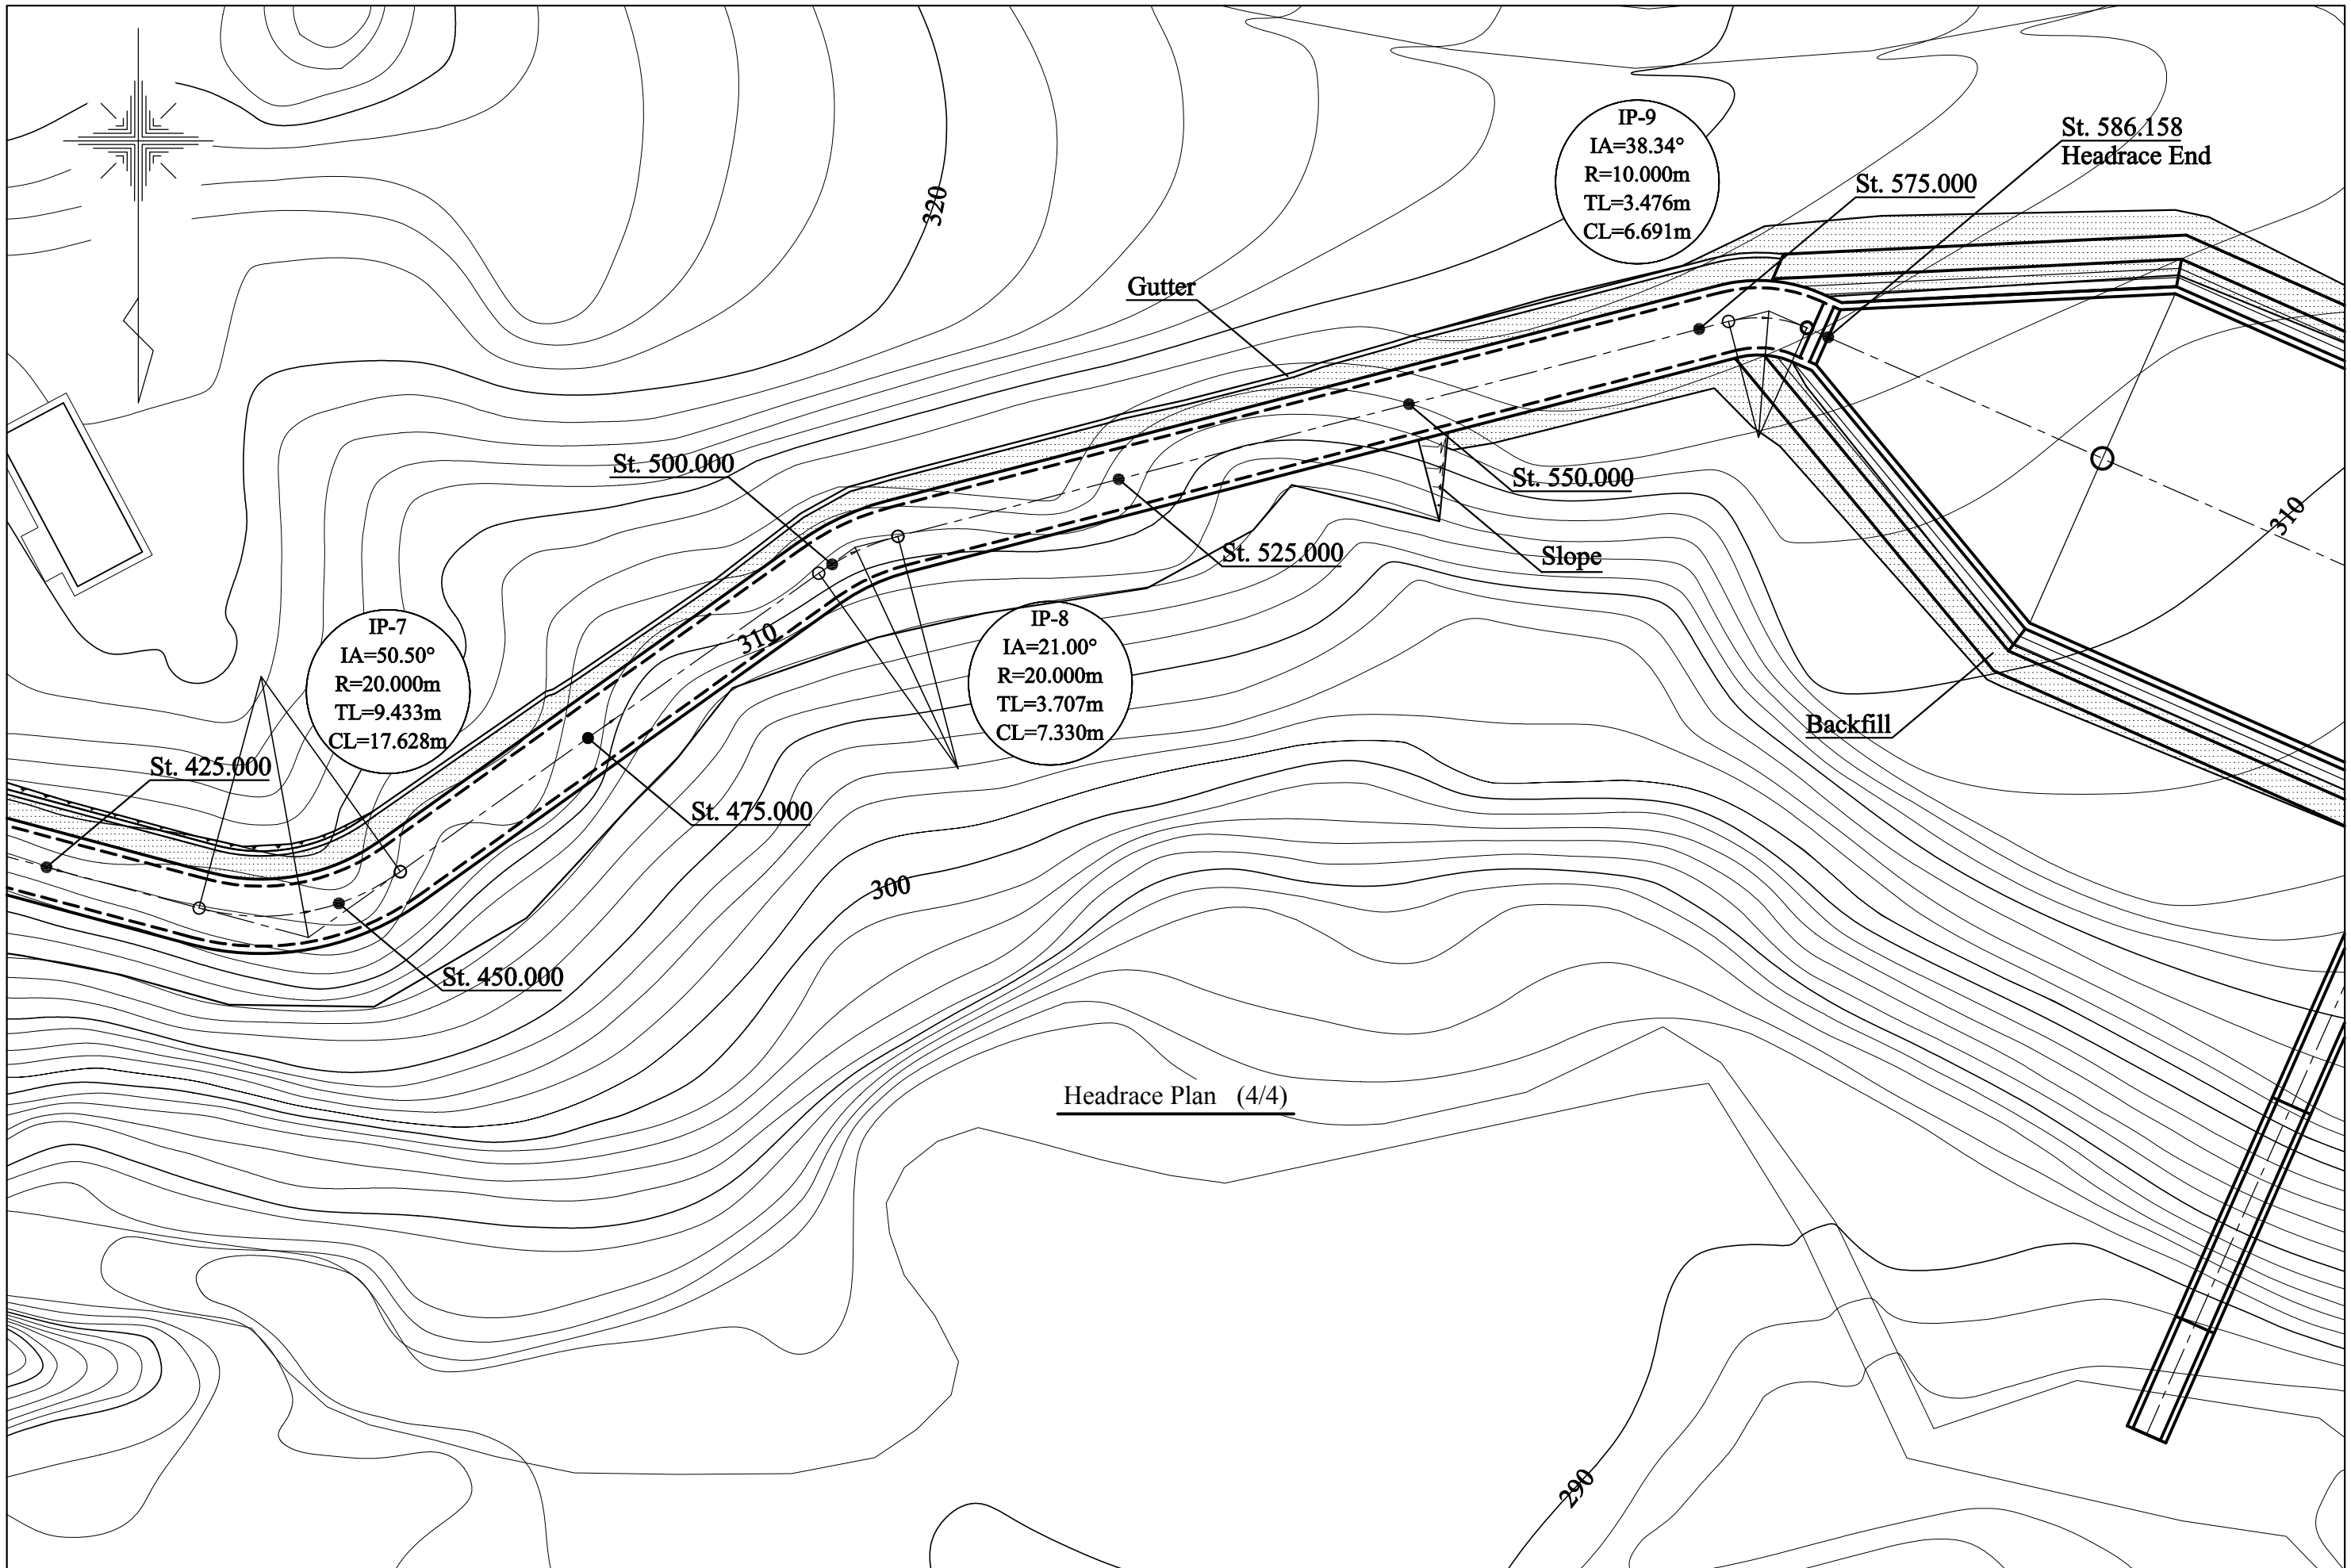 IP-9
IA=38.34°
R=10.000m
TL=3.476m
CL=6.691m
St. 586.158
Headrace End
St. 575.000
320
Gutter
St. 500.000
St. 550.000
310
St. 525.000
Slope
IP-7
IA=50.50°
R=20.000m
TL=9.433m
CL=17.628m
310
IP-8
IA=21.00°
R=20.000m
TL=3.707m
CL=7.330m
Backfill
St. 425.000
St. 475.000
300
St. 450.000
Headrace Plan (4/4)
290